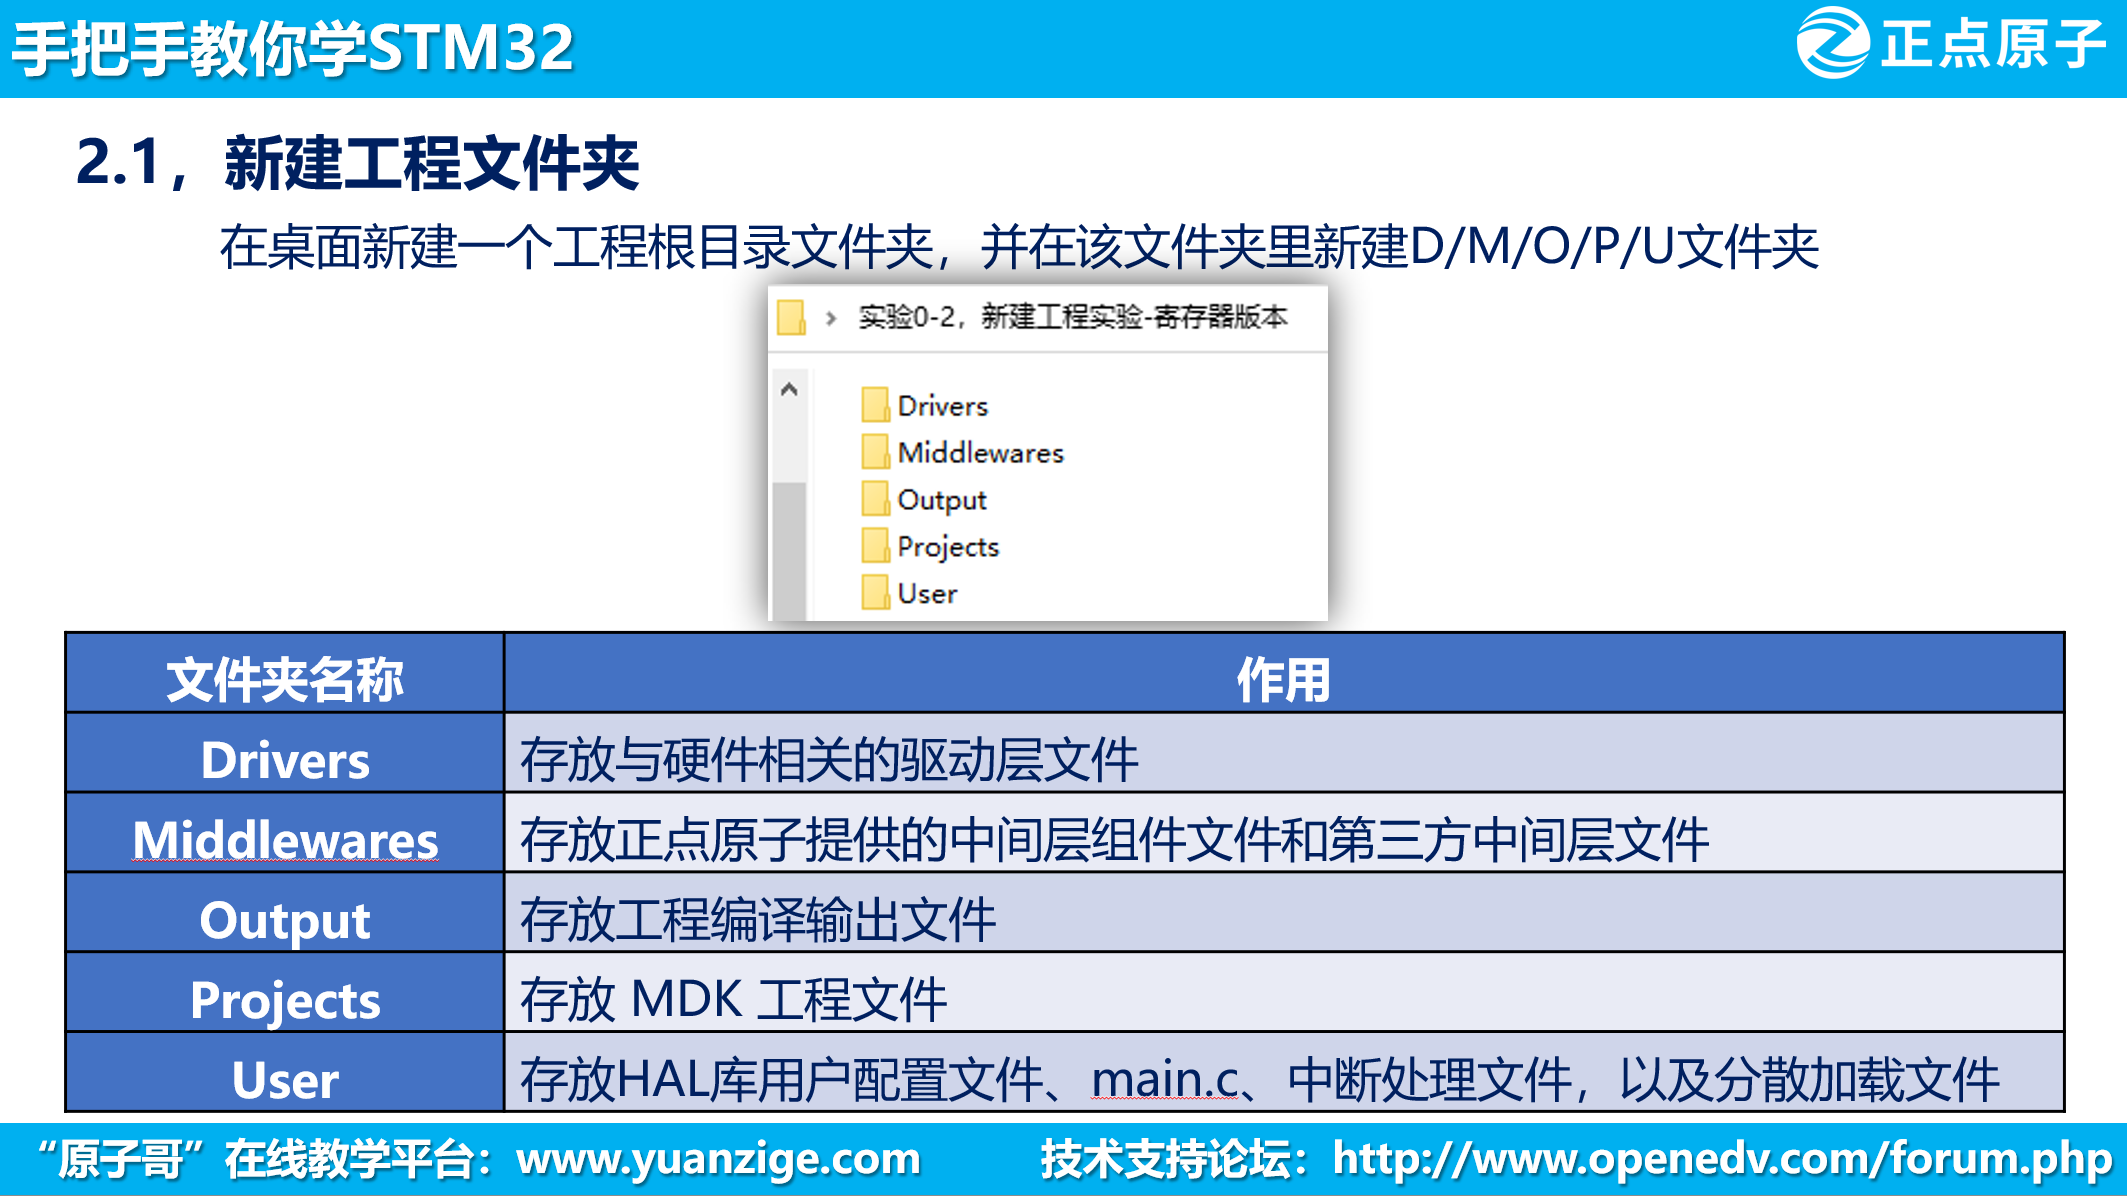 手把手教你学STM32
正点原子
2.1，新建工程文件夹
在桌面新建一个工程根目录文件夹，并在该文件夹里新建D/M/O/P/U文件夹
实验0-2，新建工程实验-寄存器版本
Drivers
Middlewares
Output
Projects
User
文件夹名称 作用
Drivers 存放与硬件相关的驱动层文件
Middlewares 存放正点原子提供的中间层组件文件和第三方中间层文件
Output 存放工程编译输出文件
Projects 存放 MDK 工程文件
User 存放HAL库用户配置文件、main.c、中断处理文件，以及分散加载文件
“原子哥”在线教学平台：www.yuanzige.com 技术支持论坛：http://www.openedv.com/forum.php